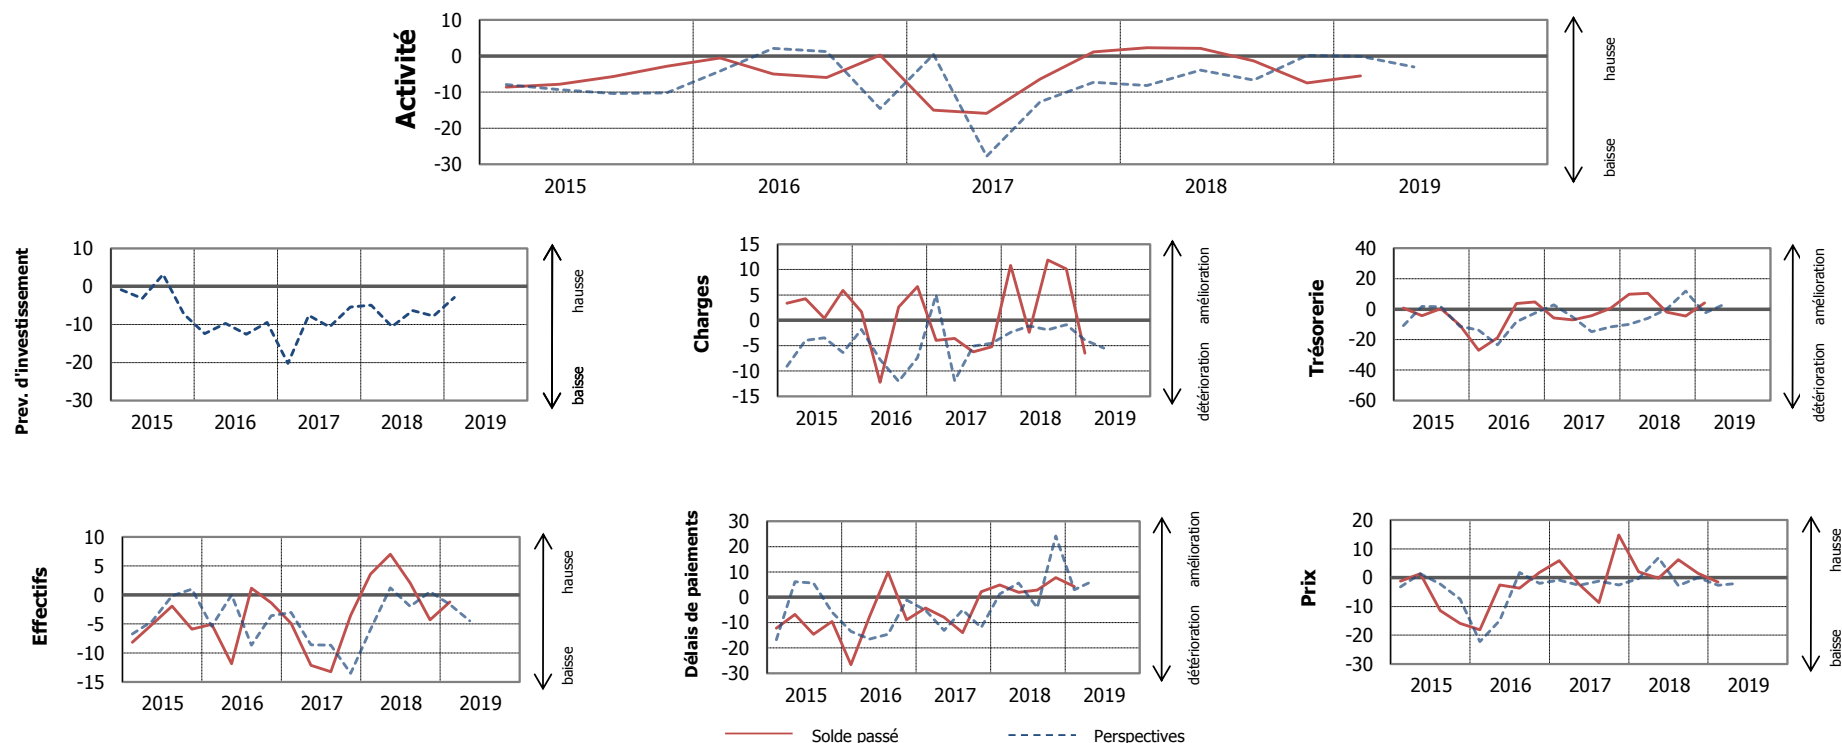 Activité
10
0
-10
-20
-30
2015 2016 2017 2018 2019
hausse
baisse
Prev. d'investissement
10
0
-10
-20
-30
2015 2016 2017 2018 2019
hausse
baisse
Charges
15
10
5
0
-5
-10
-15
2015 2016 2017 2018 2019
amélioration
détérioration
Trésorerie
40
20
0
-20
-40
-60
2015 2016 2017 2018 2019
amélioration
détérioration
Effectifs
10
5
0
-5
-10
-15
2015 2016 2017 2018 2019
hausse
baisse
Délais de paiements
30
20
10
0
-10
-20
-30
2015 2016 2017 2018 2019
amélioration
détérioration
Prix
20
10
0
-10
-20
-30
2015 2016 2017 2018 2019
hausse
baisse
Solde passé Perspectives